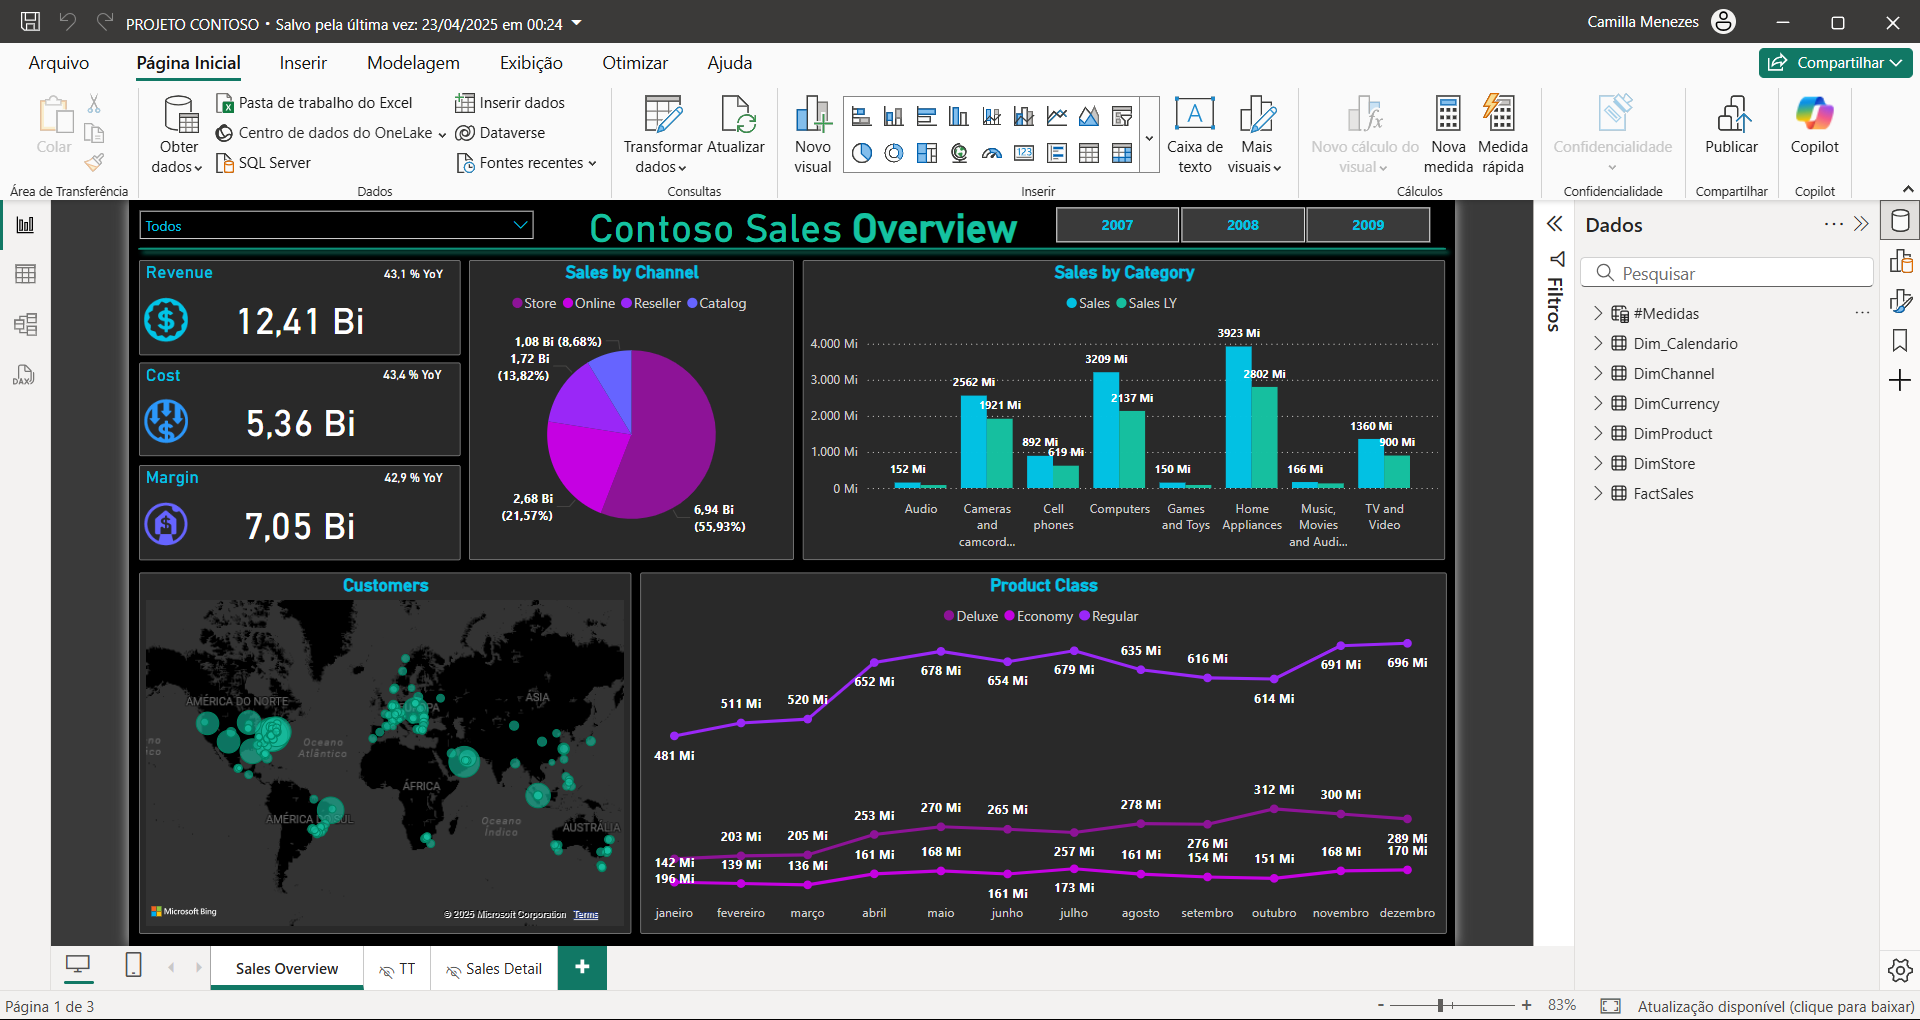 PROJETO CONTOSO • Salvo pela última vez: 23/04/2025 em 00:24
Camilla Menezes
Arquivo
Página Inicial
Inserir
Modelagem
Exibição
Otimizar
Ajuda
Compartilhar
Colar
Área de Transferência
Obter dados
Pasta de trabalho do Excel
Centro de dados do OneLake
SQL Server
Inserir dados
Dataverse
Fontes recentes
Dados
Transformar dados
Atualizar
Consultas
Novo visual
123
A
Caixa de texto
Mais visuais
Inserir
Novo cálculo do visual
Nova medida
Medida rápida
Cálculos
Confidencialidade
Confidencialidade
Publicar
Compartilhar
Copilot
Copilot
DAX
Todos
Contoso Sales Overview
2007
2008
2009
Revenue
43,1 % YoY
12,41 Bi
Cost
43,4 % YoY
5,36 Bi
Margin
42,9 % YoY
7,05 Bi
Sales by Channel
Store
Online
Reseller
Catalog
1,08 Bi (8,68%)
1,72 Bi
(13,82%)
2,68 Bi
(21,57%)
6,94 Bi
(55,93%)
Sales by Category
Sales
Sales LY
4.000 Mi
3.000 Mi
2.000 Mi
1.000 Mi
0 Mi
152 Mi
2562 Mi
1921 Mi
892 Mi
619 Mi
3209 Mi
2137 Mi
150 Mi
3923 Mi
2802 Mi
166 Mi
1360 Mi
900 Mi
Audio
Cameras and camcord...
Cell phones
Computers
Games and Toys
Home Appliances
Music, Movies and Audi...
TV and Video
Customers
AMÉRICA DO NORTE
ÁSIA
Oceano
Atlântico
ÁFRICA
AMÉRICA DO SUL
Oceano
Índico
AUSTRÁLIA
Microsoft Bing
© 2025 Microsoft Corporation Terms
Product Class
Deluxe
Economy
Regular
481 Mi
511 Mi
520 Mi
652 Mi
678 Mi
654 Mi
679 Mi
635 Mi
616 Mi
614 Mi
691 Mi
696 Mi
203 Mi
205 Mi
253 Mi
270 Mi
265 Mi
278 Mi
312 Mi
300 Mi
289 Mi
142 Mi
196 Mi
139 Mi
136 Mi
161 Mi
168 Mi
161 Mi
257 Mi
173 Mi
161 Mi
276 Mi
154 Mi
151 Mi
168 Mi
170 Mi
janeiro
fevereiro
março
abril
maio
junho
julho
agosto
setembro
outubro
novembro
dezembro
Filtros
Dados
Pesquisar
#Medidas
Dim_Calendario
DimChannel
DimCurrency
DimProduct
DimStore
FactSales
Sales Overview
TT
Sales Detail
Página 1 de 3
83%
Atualização disponível (clique para baixar)